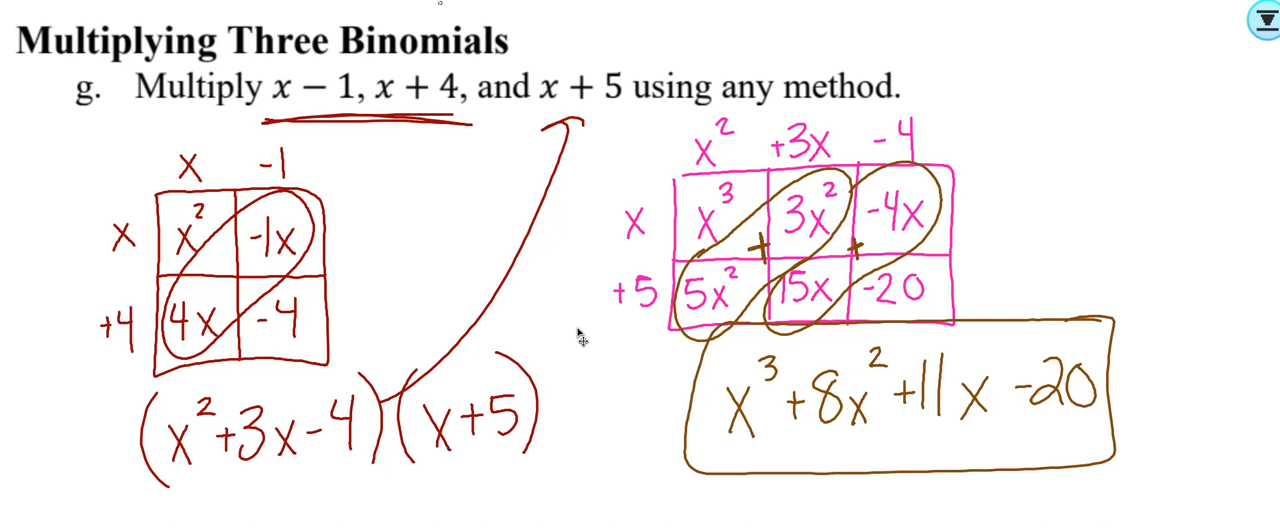 Multiplying Three Binomials
g. Multiply x − 1, x + 4, and x + 5 using any method.
x -1
x x² -1x
+4 4x -4
(x²+3x-4)(x+5)
x² +3x -4
x x³ 3x² -4x
+ +
+5 5x² 15x -20
x³+8x²+11x-20